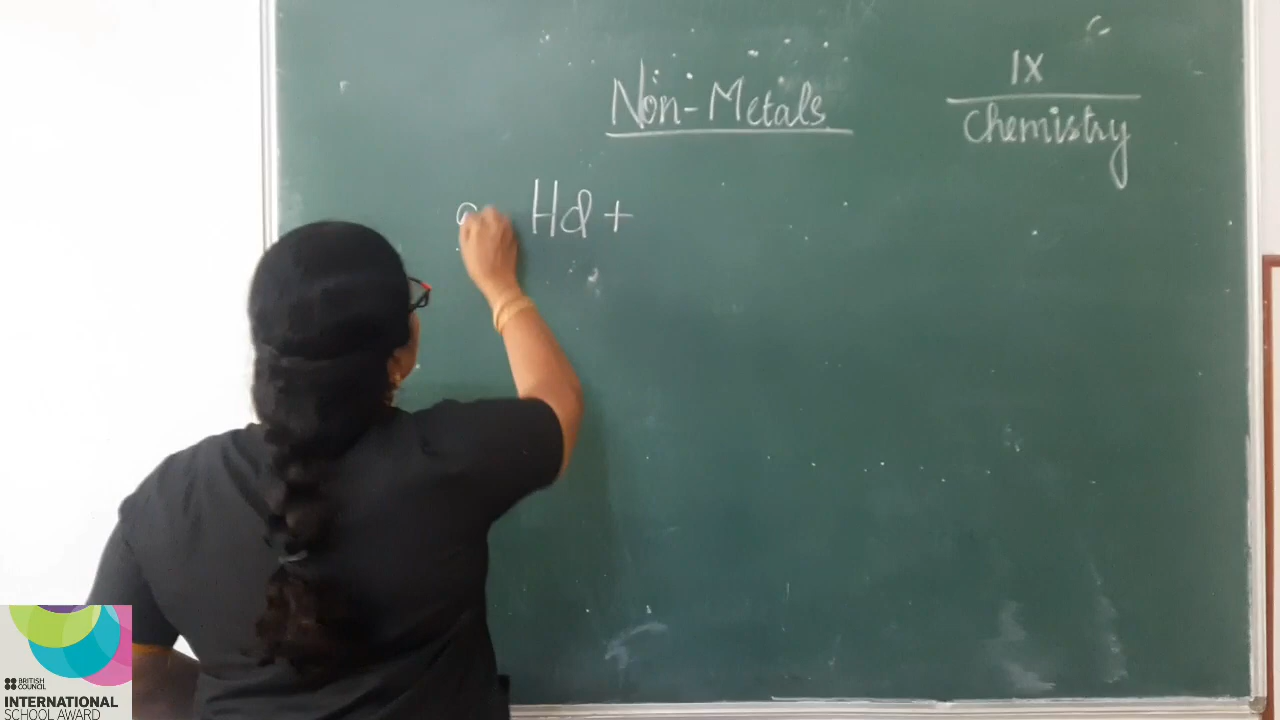 IX
Non-Metals
Chemistry
HCl +
BRITISH
COUNCIL
INTERNATIONAL
SCHOOL AWARD